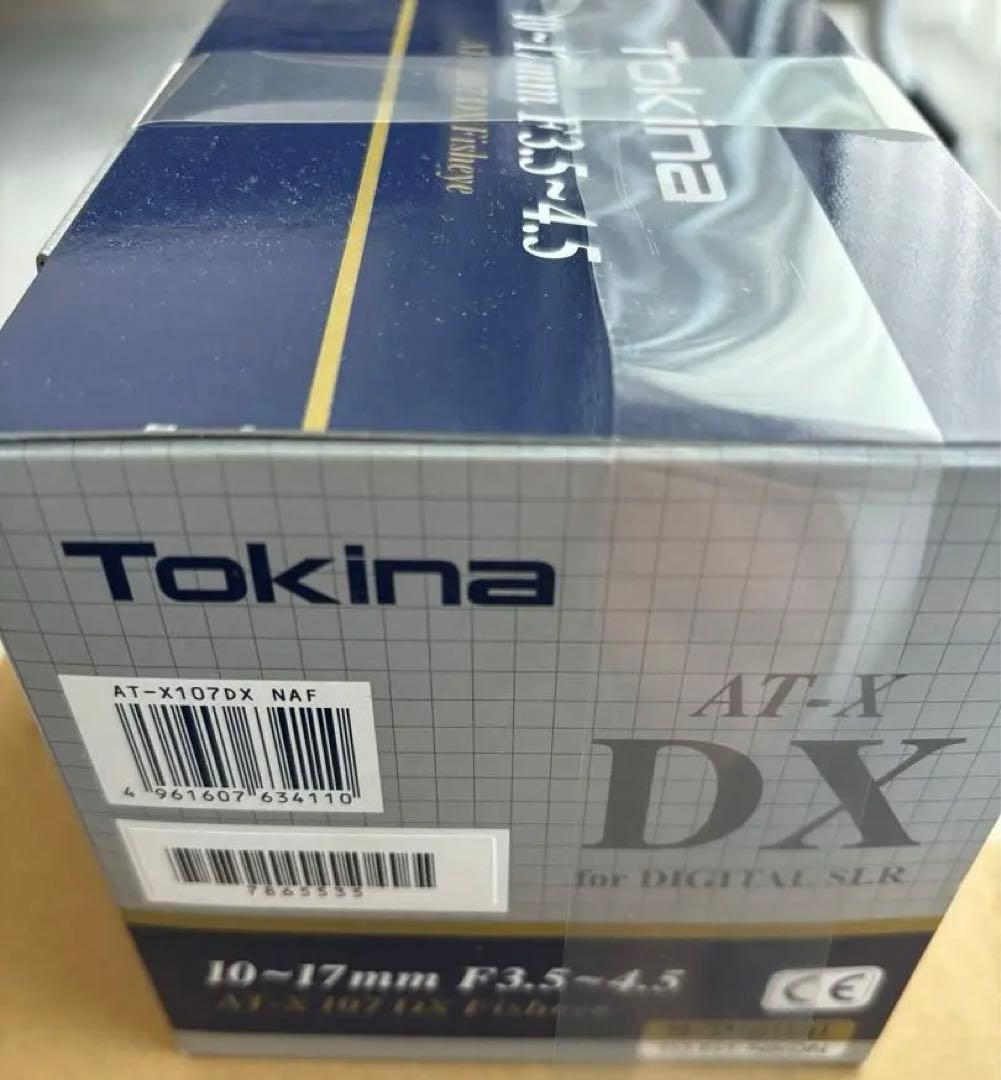 Tokina
10~17mm F3.5~4.5
AT-X 107 DX Fisheye
Tokina
AT-X107DX NAF
4 961607 634110
7865535
AT-X
DX
for DIGITAL SLR
10~17mm F3.5~4.5
AT-X 107 DX Fisheye
CE